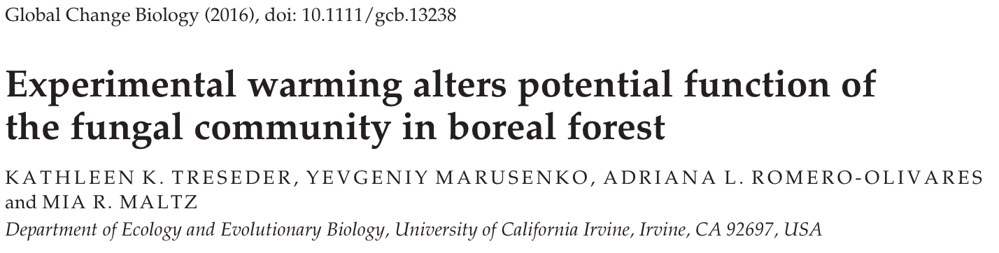 Global Change Biology (2016), doi: 10.1111/gcb.13238
Experimental warming alters potential function of
the fungal community in boreal forest
KATHLEEN K. TRESEDER, YEVGENIY MARUSENKO, ADRIANA L. ROMERO-OLIVARES
and MIA R. MALTZ
Department of Ecology and Evolutionary Biology, University of California Irvine, Irvine, CA 92697, USA